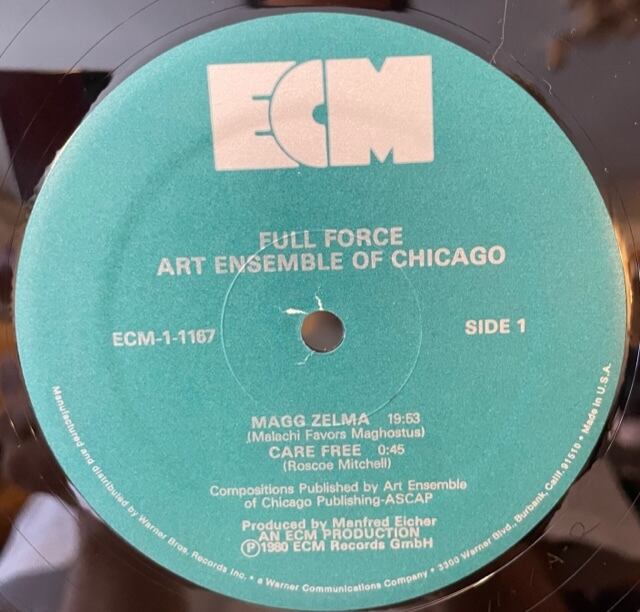 ECM
FULL FORCE
ART ENSEMBLE OF CHICAGO
ECM-1-1167
SIDE 1
MAGG ZELMA 19:53
(Malachi Favors Maghostus)
CARE FREE 0:45
(Roscoe Mitchell)
Compositions Published by Art Ensemble
of Chicago Publishing-ASCAP
Produced by Manfred Eicher
AN ECM PRODUCTION
Ⓟ1980 ECM Records GmbH
Manufactured and distributed by Warner Bros. Records Inc. • a Warner Communications Company • 3300 Warner Blvd., Burbank, Calif. 91510 • Made in U.S.A.